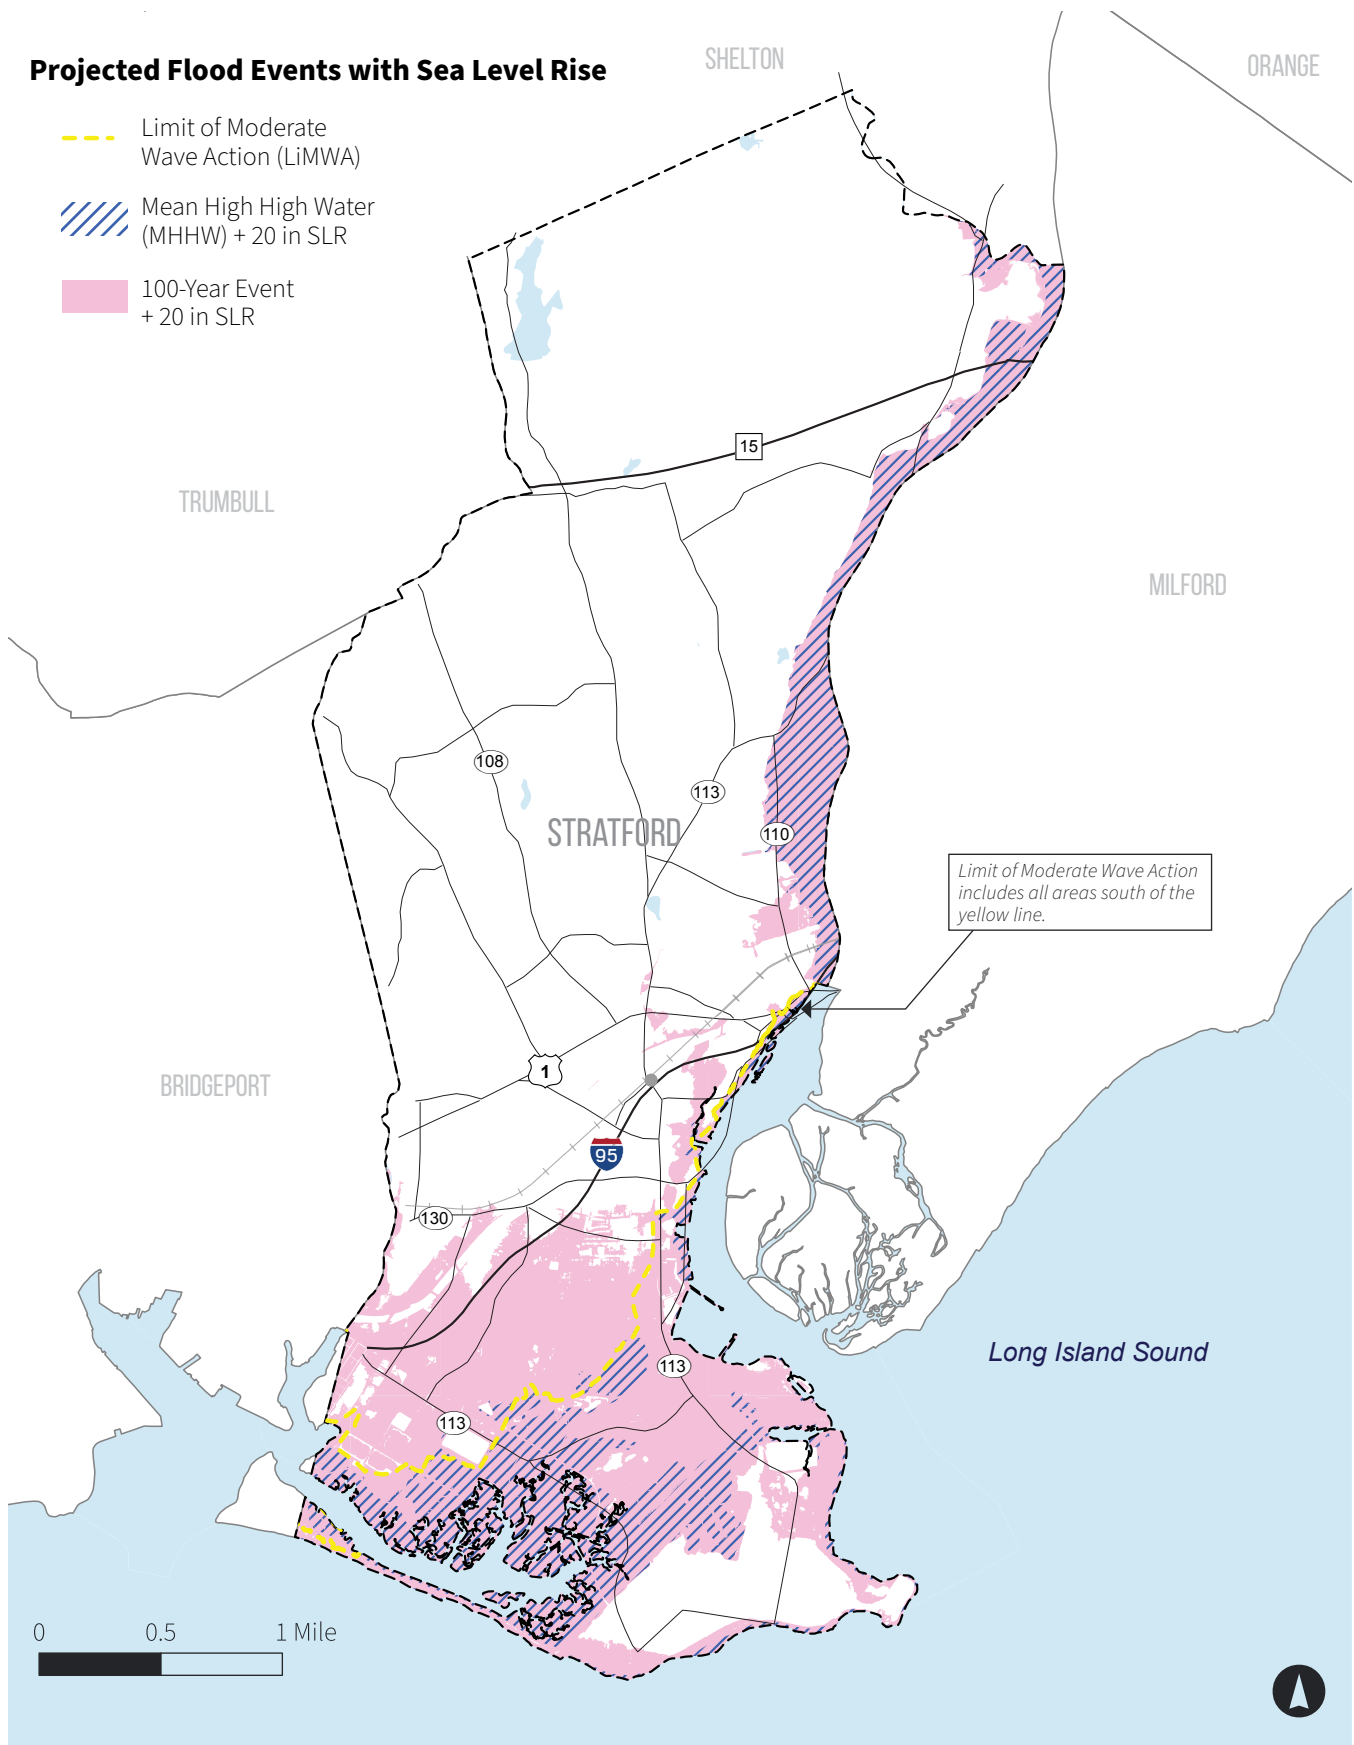 Projected Flood Events with Sea Level Rise
Limit of Moderate
Wave Action (LiMWA)
Mean High High Water
(MHHW) + 20 in SLR
100-Year Event
+ 20 in SLR
SHELTON
ORANGE
15
TRUMBULL
MILFORD
108
113
STRATFORD
110
Limit of Moderate Wave Action
includes all areas south of the
yellow line.
1
BRIDGEPORT
95
130
Long Island Sound
113
113
0 0.5 1 Mile